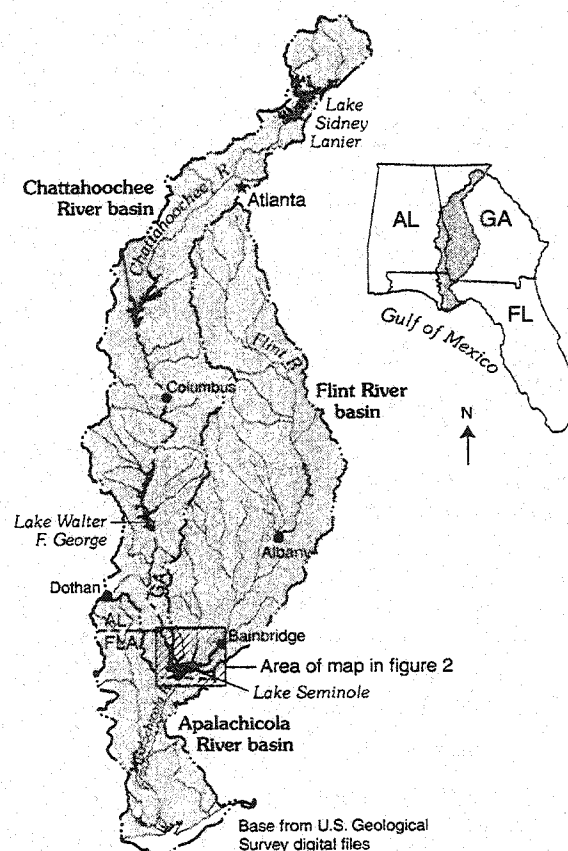 Lake
Sidney
Lanier
Chattahoochee
River basin
Chattahoochee R
Atlanta
AL
GA
FL
Gulf of Mexico
Flint R
Columbus
Flint River
basin
N
Lake Walter
F. George
Albany
GA
Dothan
AL
FLA
Bainbridge
Area of map in figure 2
Lake Seminole
Apalachicola
River basin
Base from U.S. Geological
Survey digital files